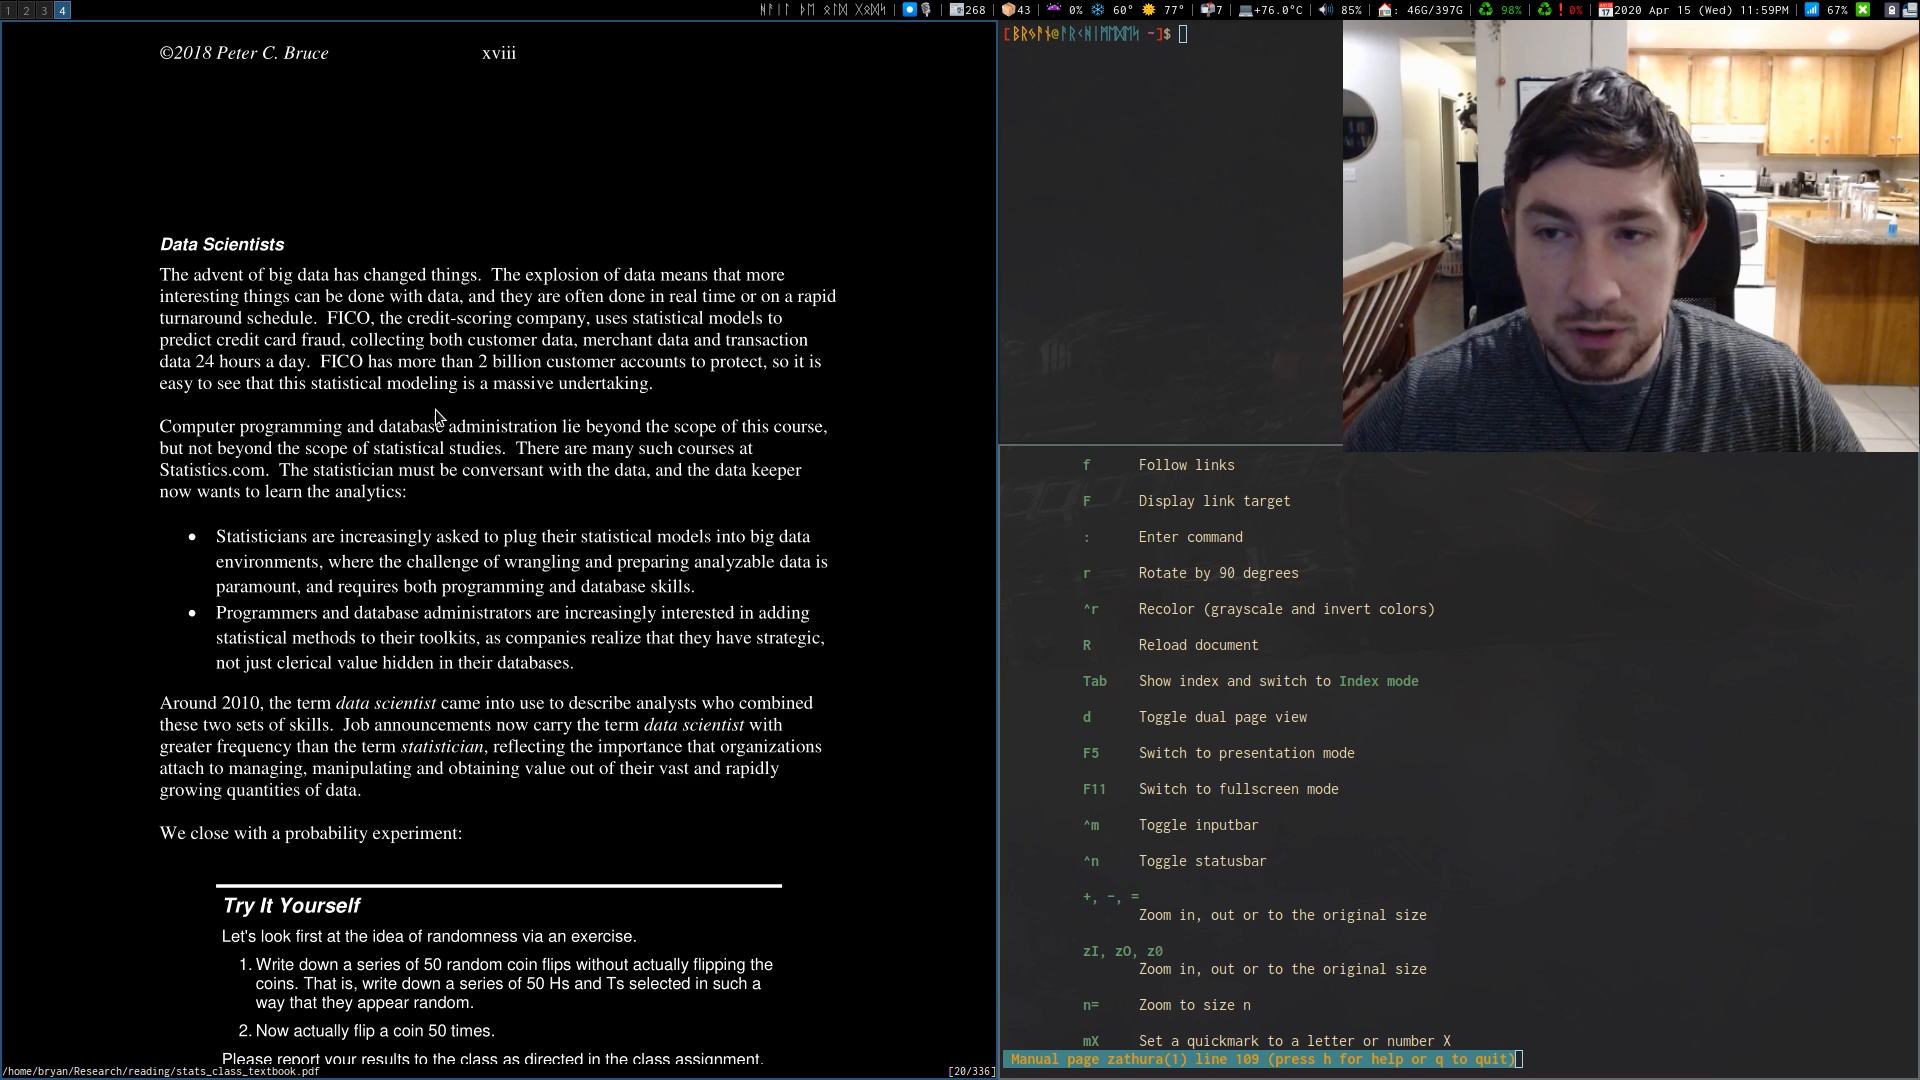 1 2 3 4
ᚺᚨᛁᛚ ᚦᛖ ᛟᛚᛞ ᚷᛟᛞᛊ 268 43 0% 60° 77° 7 +76.0°C 85% : 46G/397G 98% ! 0% 2020 Apr 15 (Wed) 11:59PM 67%
©2018 Peter C. Bruce xviii
Data Scientists
The advent of big data has changed things. The explosion of data means that more
interesting things can be done with data, and they are often done in real time or on a rapid
turnaround schedule. FICO, the credit-scoring company, uses statistical models to
predict credit card fraud, collecting both customer data, merchant data and transaction
data 24 hours a day. FICO has more than 2 billion customer accounts to protect, so it is
easy to see that this statistical modeling is a massive undertaking.
Computer programming and database administration lie beyond the scope of this course,
but not beyond the scope of statistical studies. There are many such courses at
Statistics.com. The statistician must be conversant with the data, and the data keeper
now wants to learn the analytics:
• Statisticians are increasingly asked to plug their statistical models into big data
environments, where the challenge of wrangling and preparing analyzable data is
paramount, and requires both programming and database skills.
• Programmers and database administrators are increasingly interested in adding
statistical methods to their toolkits, as companies realize that they have strategic,
not just clerical value hidden in their databases.
Around 2010, the term data scientist came into use to describe analysts who combined
these two sets of skills. Job announcements now carry the term data scientist with
greater frequency than the term statistician, reflecting the importance that organizations
attach to managing, manipulating and obtaining value out of their vast and rapidly
growing quantities of data.
We close with a probability experiment:
Try It Yourself
Let's look first at the idea of randomness via an exercise.
1. Write down a series of 50 random coin flips without actually flipping the
coins. That is, write down a series of 50 Hs and Ts selected in such a
way that they appear random.
2. Now actually flip a coin 50 times.
Please report your results to the class as directed in the class assignment.
/home/bryan/Research/reading/stats_class_textbook.pdf [20/336]
~]$
f Follow links
F Display link target
: Enter command
r Rotate by 90 degrees
^r Recolor (grayscale and invert colors)
R Reload document
Tab Show index and switch to Index mode
d Toggle dual page view
F5 Switch to presentation mode
F11 Switch to fullscreen mode
^m Toggle inputbar
^n Toggle statusbar
+, -, =
Zoom in, out or to the original size
zI, zO, z0
Zoom in, out or to the original size
n= Zoom to size n
mX Set a quickmark to a letter or number X
Manual page zathura(1) line 109 (press h for help or q to quit)